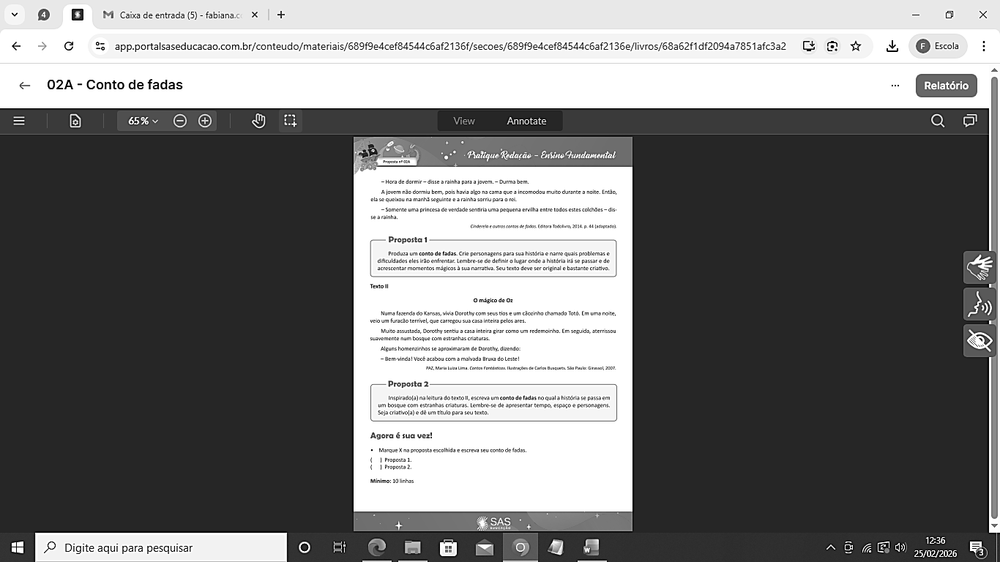 4
Caixa de entrada (5) - fabiana.c
app.portalsaseducacao.com.br/conteudo/materiais/689f9e4cef84544c6af2136f/secoes/689f9e4cef84544c6af2136e/livros/68a62f1df2094a7851afc3a2
F Escola
02A - Conto de fadas
Relatório
65%
View Annotate
Proposta nº 02A
Pratique Redação - Ensino Fundamental
– Hora de dormir – disse a rainha para a jovem. – Durma bem.
A jovem não dormiu bem, pois havia algo na cama que a incomodou muito durante a noite. Então,
ela se queixou na manhã seguinte e a rainha sorriu para o rei.
– Somente uma princesa de verdade sentiria uma pequena ervilha entre todos estes colchões – dis-
se a rainha.
Cinderela e outros contos de fadas. Editora Todolivro, 2014. p. 44 (adaptado).
Proposta 1
Produza um conto de fadas. Crie personagens para sua história e narre quais problemas e
dificuldades eles irão enfrentar. Lembre-se de definir o lugar onde a história irá se passar e de
acrescentar momentos mágicos à sua narrativa. Seu texto deve ser original e bastante criativo.
Texto II
O mágico de Oz
Numa fazenda do Kansas, vivia Dorothy com seus tios e um cãozinho chamado Totó. Em uma noite,
veio um furacão terrível, que carregou sua casa inteira pelos ares.
Muito assustada, Dorothy sentiu a casa inteira girar como um redemoinho. Em seguida, aterrissou
suavemente num bosque com estranhas criaturas.
Alguns homenzinhos se aproximaram de Dorothy, dizendo:
– Bem-vinda! Você acabou com a malvada Bruxa do Leste!
PAZ, Maria Luiza Lima. Contos Fantásticos. Ilustrações de Carlos Busquets. São Paulo: Girassol, 2007.
Proposta 2
Inspirado(a) na leitura do texto II, escreva um conto de fadas no qual a história se passa em
um bosque com estranhas criaturas. Lembre-se de apresentar tempo, espaço e personagens.
Seja criativo(a) e dê um título para seu texto.
Agora é sua vez!
• Marque X na proposta escolhida e escreva seu conto de fadas.
( ) Proposta 1.
( ) Proposta 2.
Mínimo: 10 linhas
SAS
EDUCAÇÃO
Digite aqui para pesquisar
12:36
25/02/2026
3